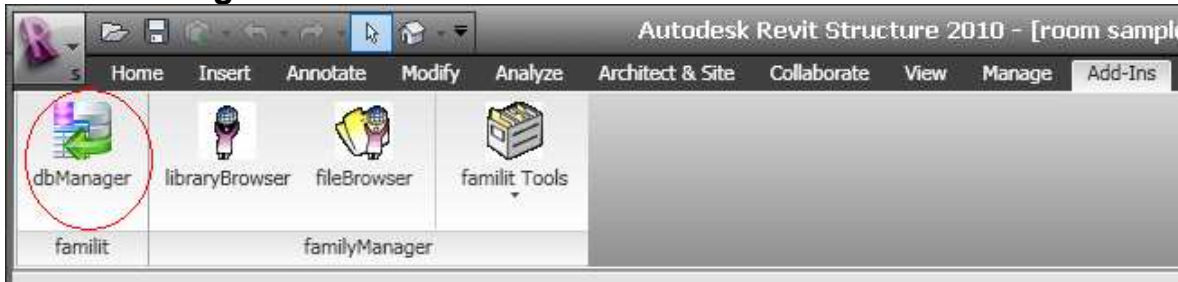 Autodesk Revit Structure 2010 - [room sample
S Home Insert Annotate Modify Analyze Architect & Site Collaborate View Manage Add-Ins
dbManager libraryBrowser fileBrowser familit Tools
familit familyManager